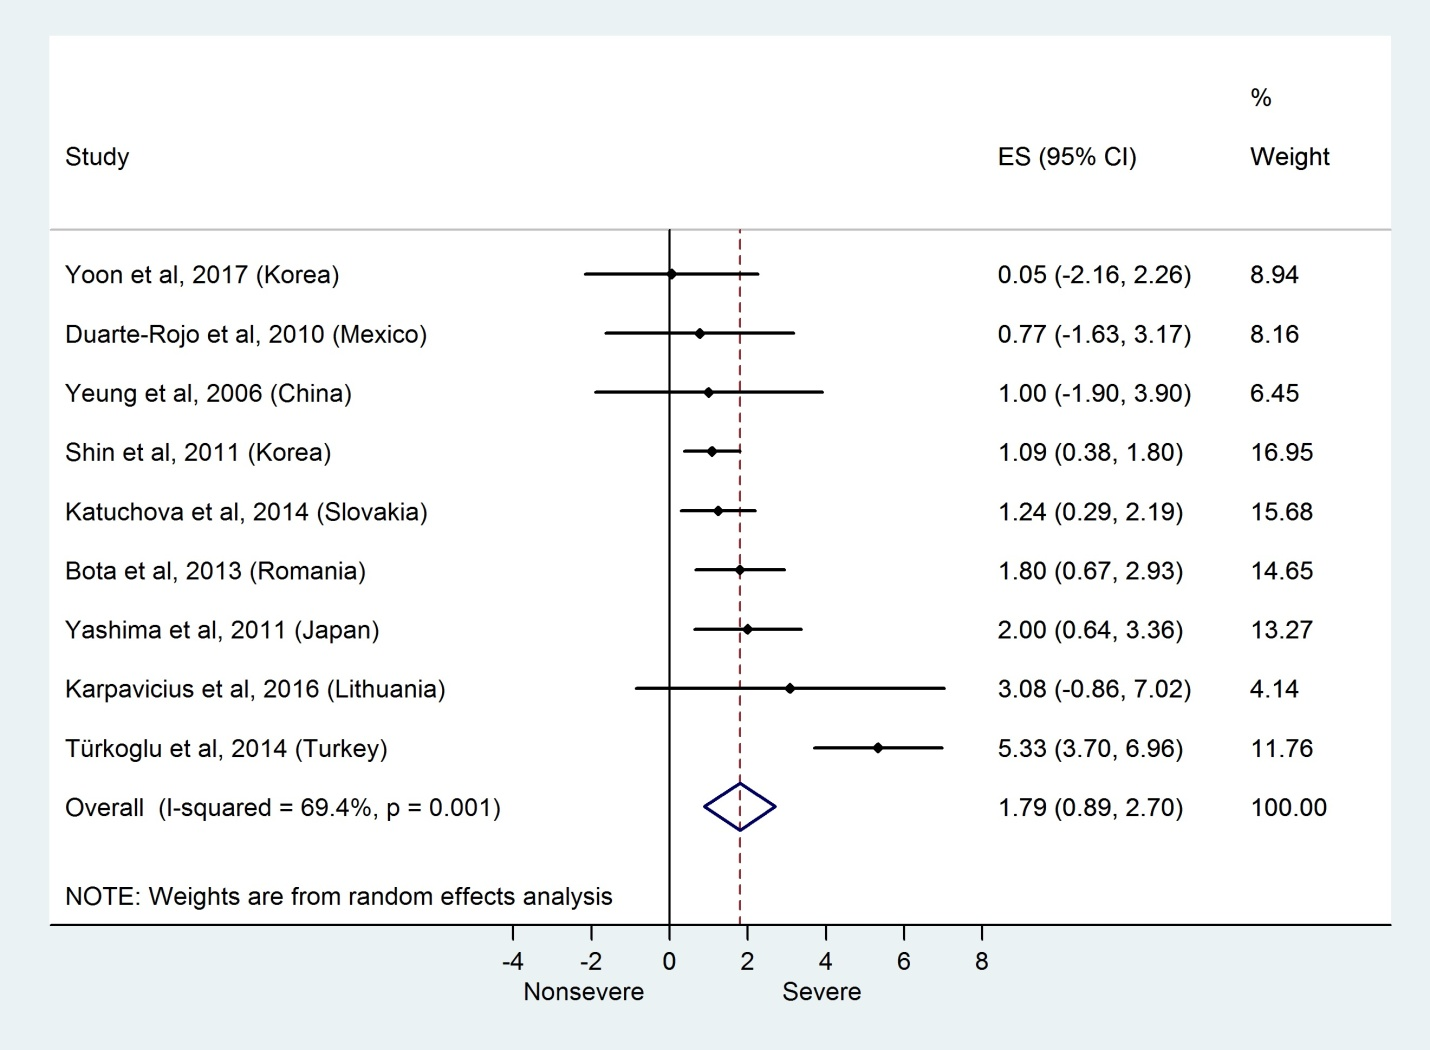 %
Study ES (95% CI) Weight
Yoon et al, 2017 (Korea) 0.05 (-2.16, 2.26) 8.94
Duarte-Rojo et al, 2010 (Mexico) 0.77 (-1.63, 3.17) 8.16
Yeung et al, 2006 (China) 1.00 (-1.90, 3.90) 6.45
Shin et al, 2011 (Korea) 1.09 (0.38, 1.80) 16.95
Katuchova et al, 2014 (Slovakia) 1.24 (0.29, 2.19) 15.68
Bota et al, 2013 (Romania) 1.80 (0.67, 2.93) 14.65
Yashima et al, 2011 (Japan) 2.00 (0.64, 3.36) 13.27
Karpavicius et al, 2016 (Lithuania) 3.08 (-0.86, 7.02) 4.14
Türkoglu et al, 2014 (Turkey) 5.33 (3.70, 6.96) 11.76
Overall (I-squared = 69.4%, p = 0.001) 1.79 (0.89, 2.70) 100.00
NOTE: Weights are from random effects analysis
-4 -2 0 2 4 6 8
Nonsevere Severe